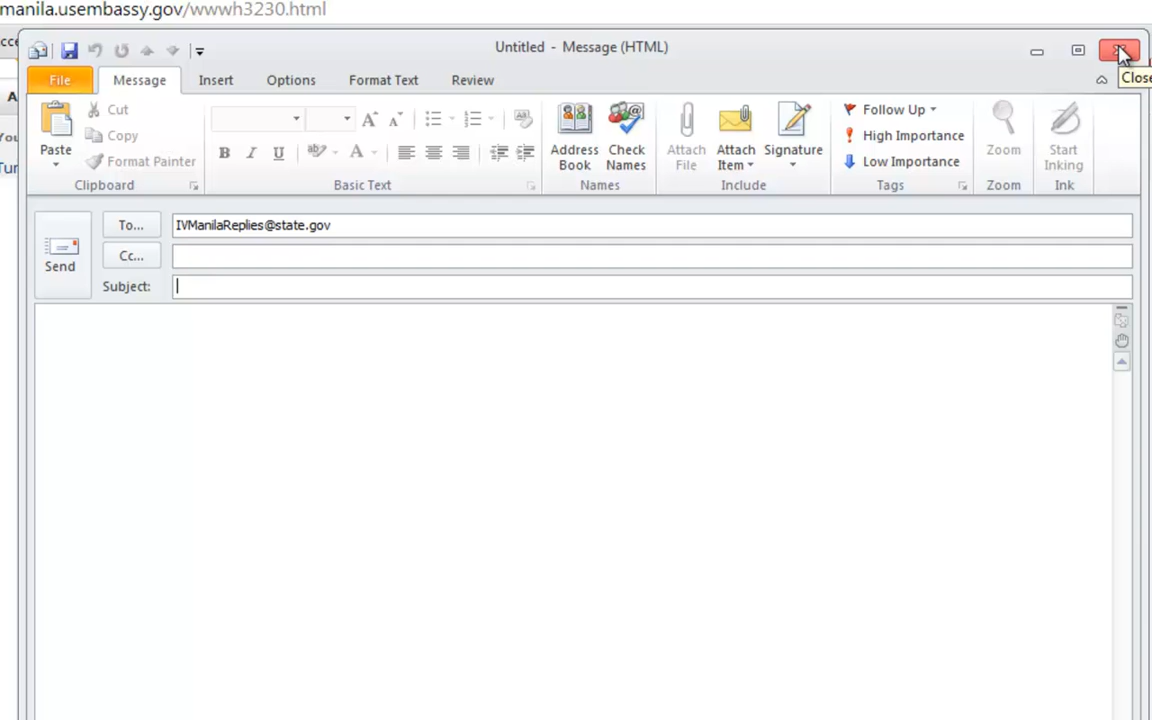 manila.usembassy.gov/wwwh3230.html
Untitled - Message (HTML)
Close
File Message Insert Options Format Text Review
Paste
Cut
Copy
Format Painter
Clipboard
B I U
A
Basic Text
Address Book
Check Names
Names
Attach File
Attach Item
Signature
Include
Follow Up
High Importance
Low Importance
Tags
Zoom
Zoom
Start Inking
Ink
Send
To... IVManilaReplies@state.gov
Cc...
Subject: